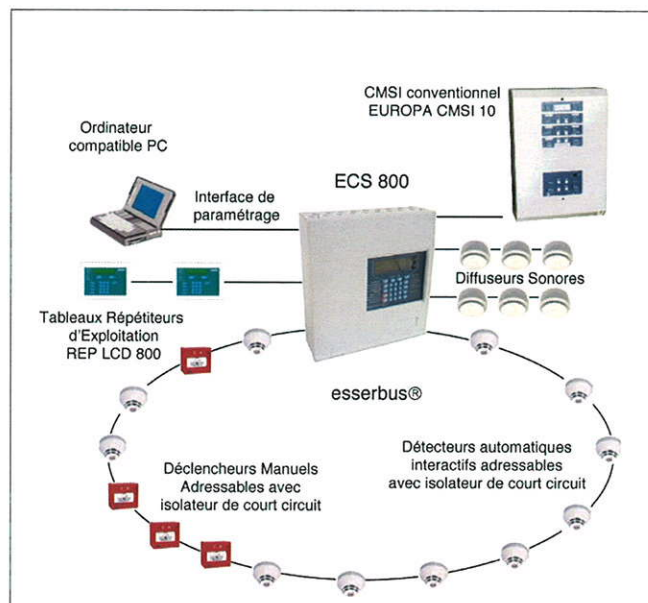 CMSI conventionnel
EUROPA CMSI 10
Ordinateur
compatible PC
ECS 800
Interface de
paramétrage
Diffuseurs Sonores
Tableaux Répétiteurs
d'Exploitation
REP LCD 800
esserbus®
Détecteurs automatiques
interactifs adressables
avec isolateur de court circuit
Déclencheurs Manuels
Adressables avec
isolateur de court circuit